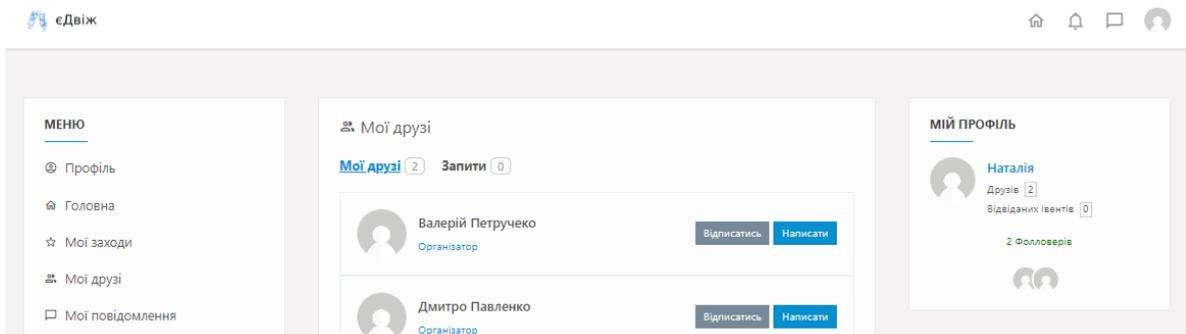 єДвіж
МЕНЮ
Профіль
Головна
Мої заходи
Мої друзі
Мої повідомлення
Мої друзі
Мої друзі 2 Запити 0
Валерій Петручеко
Організатор
Відписатись Написати
Дмитро Павленко
Організатор
Відписатись Написати
МІЙ ПРОФІЛЬ
Наталія
Друзів 2
Відвіданих Івентів 0
2 Фолловерів